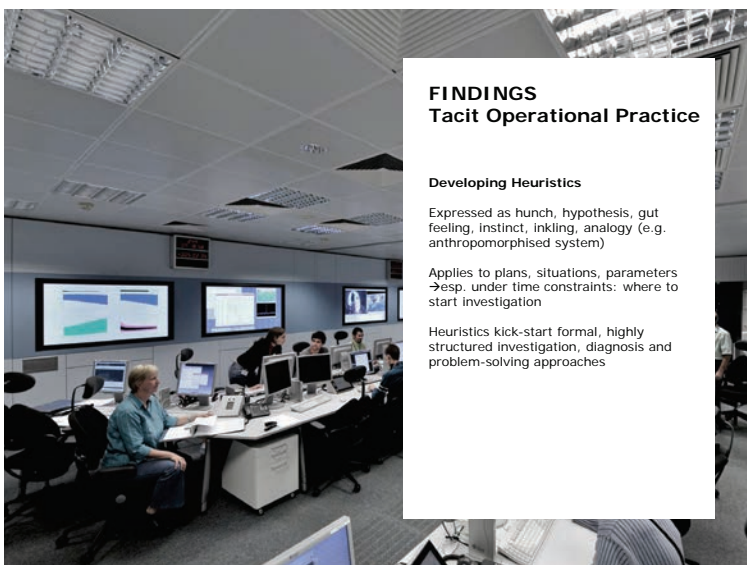 FINDINGS
Tacit Operational Practice
Developing Heuristics
Expressed as hunch, hypothesis, gut
feeling, instinct, inkling, analogy (e.g.
anthropomorphised system)
Applies to plans, situations, parameters
→esp. under time constraints: where to
start investigation
Heuristics kick-start formal, highly
structured investigation, diagnosis and
problem-solving approaches